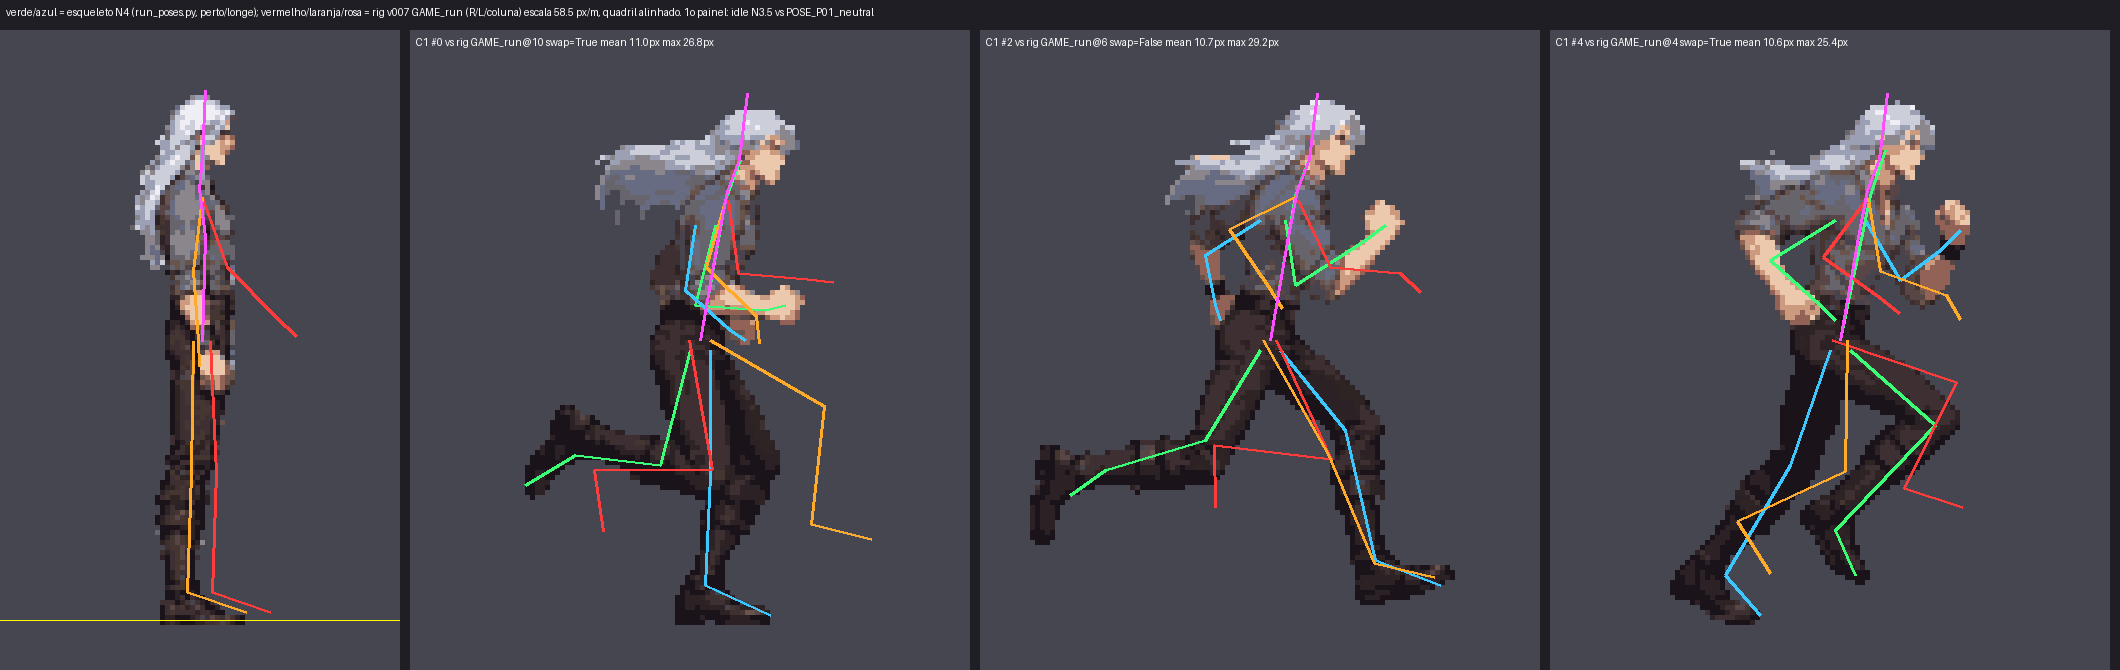 verde/azul = esqueleto N4 (run_poses.py, perto/longe); vermelho/laranja/rosa = rig v007 GAME_run (R/L/coluna) escala 58.5 px/m, quadril alinhado. 1o painel: idle N3.5 vs POSE_P01_neutral
C1 #0 vs rig GAME_run@10 swap=True mean 11.0px max 26.8px
C1 #2 vs rig GAME_run@6 swap=False mean 10.7px max 29.2px
C1 #4 vs rig GAME_run@4 swap=True mean 10.6px max 25.4px